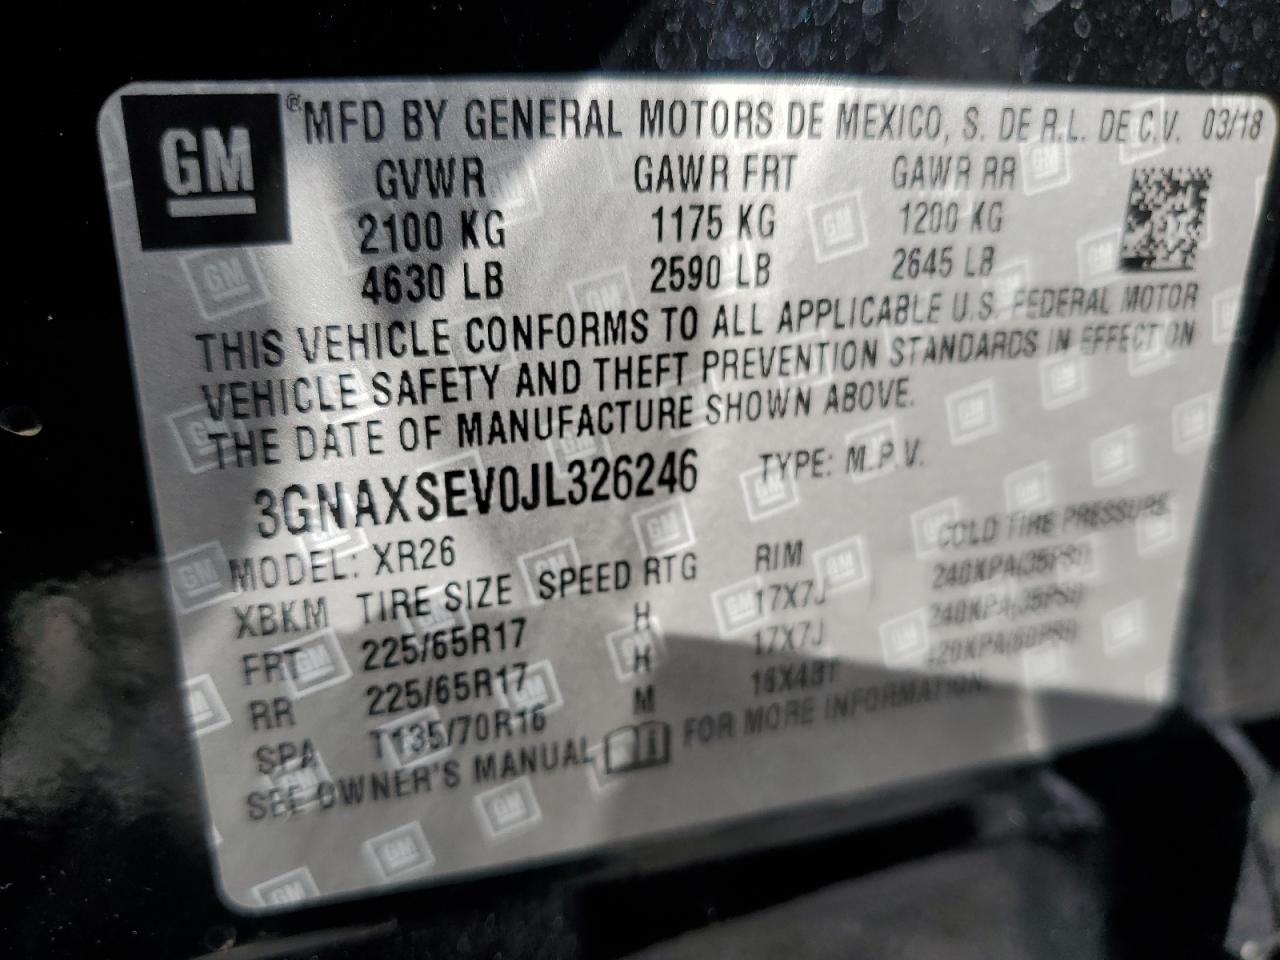 GM
® MFD BY GENERAL MOTORS DE MEXICO, S. DE R.L. DE C.V. 03/18
GVWR GAWR FRT GAWR RR
2100 KG 1175 KG 1200 KG
4630 LB 2590 LB 2645 LB
THIS VEHICLE CONFORMS TO ALL APPLICABLE U.S. FEDERAL MOTOR
VEHICLE SAFETY AND THEFT PREVENTION STANDARDS IN EFFECT ON
THE DATE OF MANUFACTURE SHOWN ABOVE.
3GNAXSEV0JL326246 TYPE: M.P.V.
MODEL: XR26
XBKM TIRE SIZE SPEED RTG RIM COLD TIRE PRESSURE
FRT 225/65R17 H 17X7J 240KPA(35PSI)
RR 225/65R17 H 17X7J 240KPA(35PSI)
SPA T135/70R16 M 16X4BT 420KPA(60PSI)
SEE OWNER'S MANUAL FOR MORE INFORMATION.